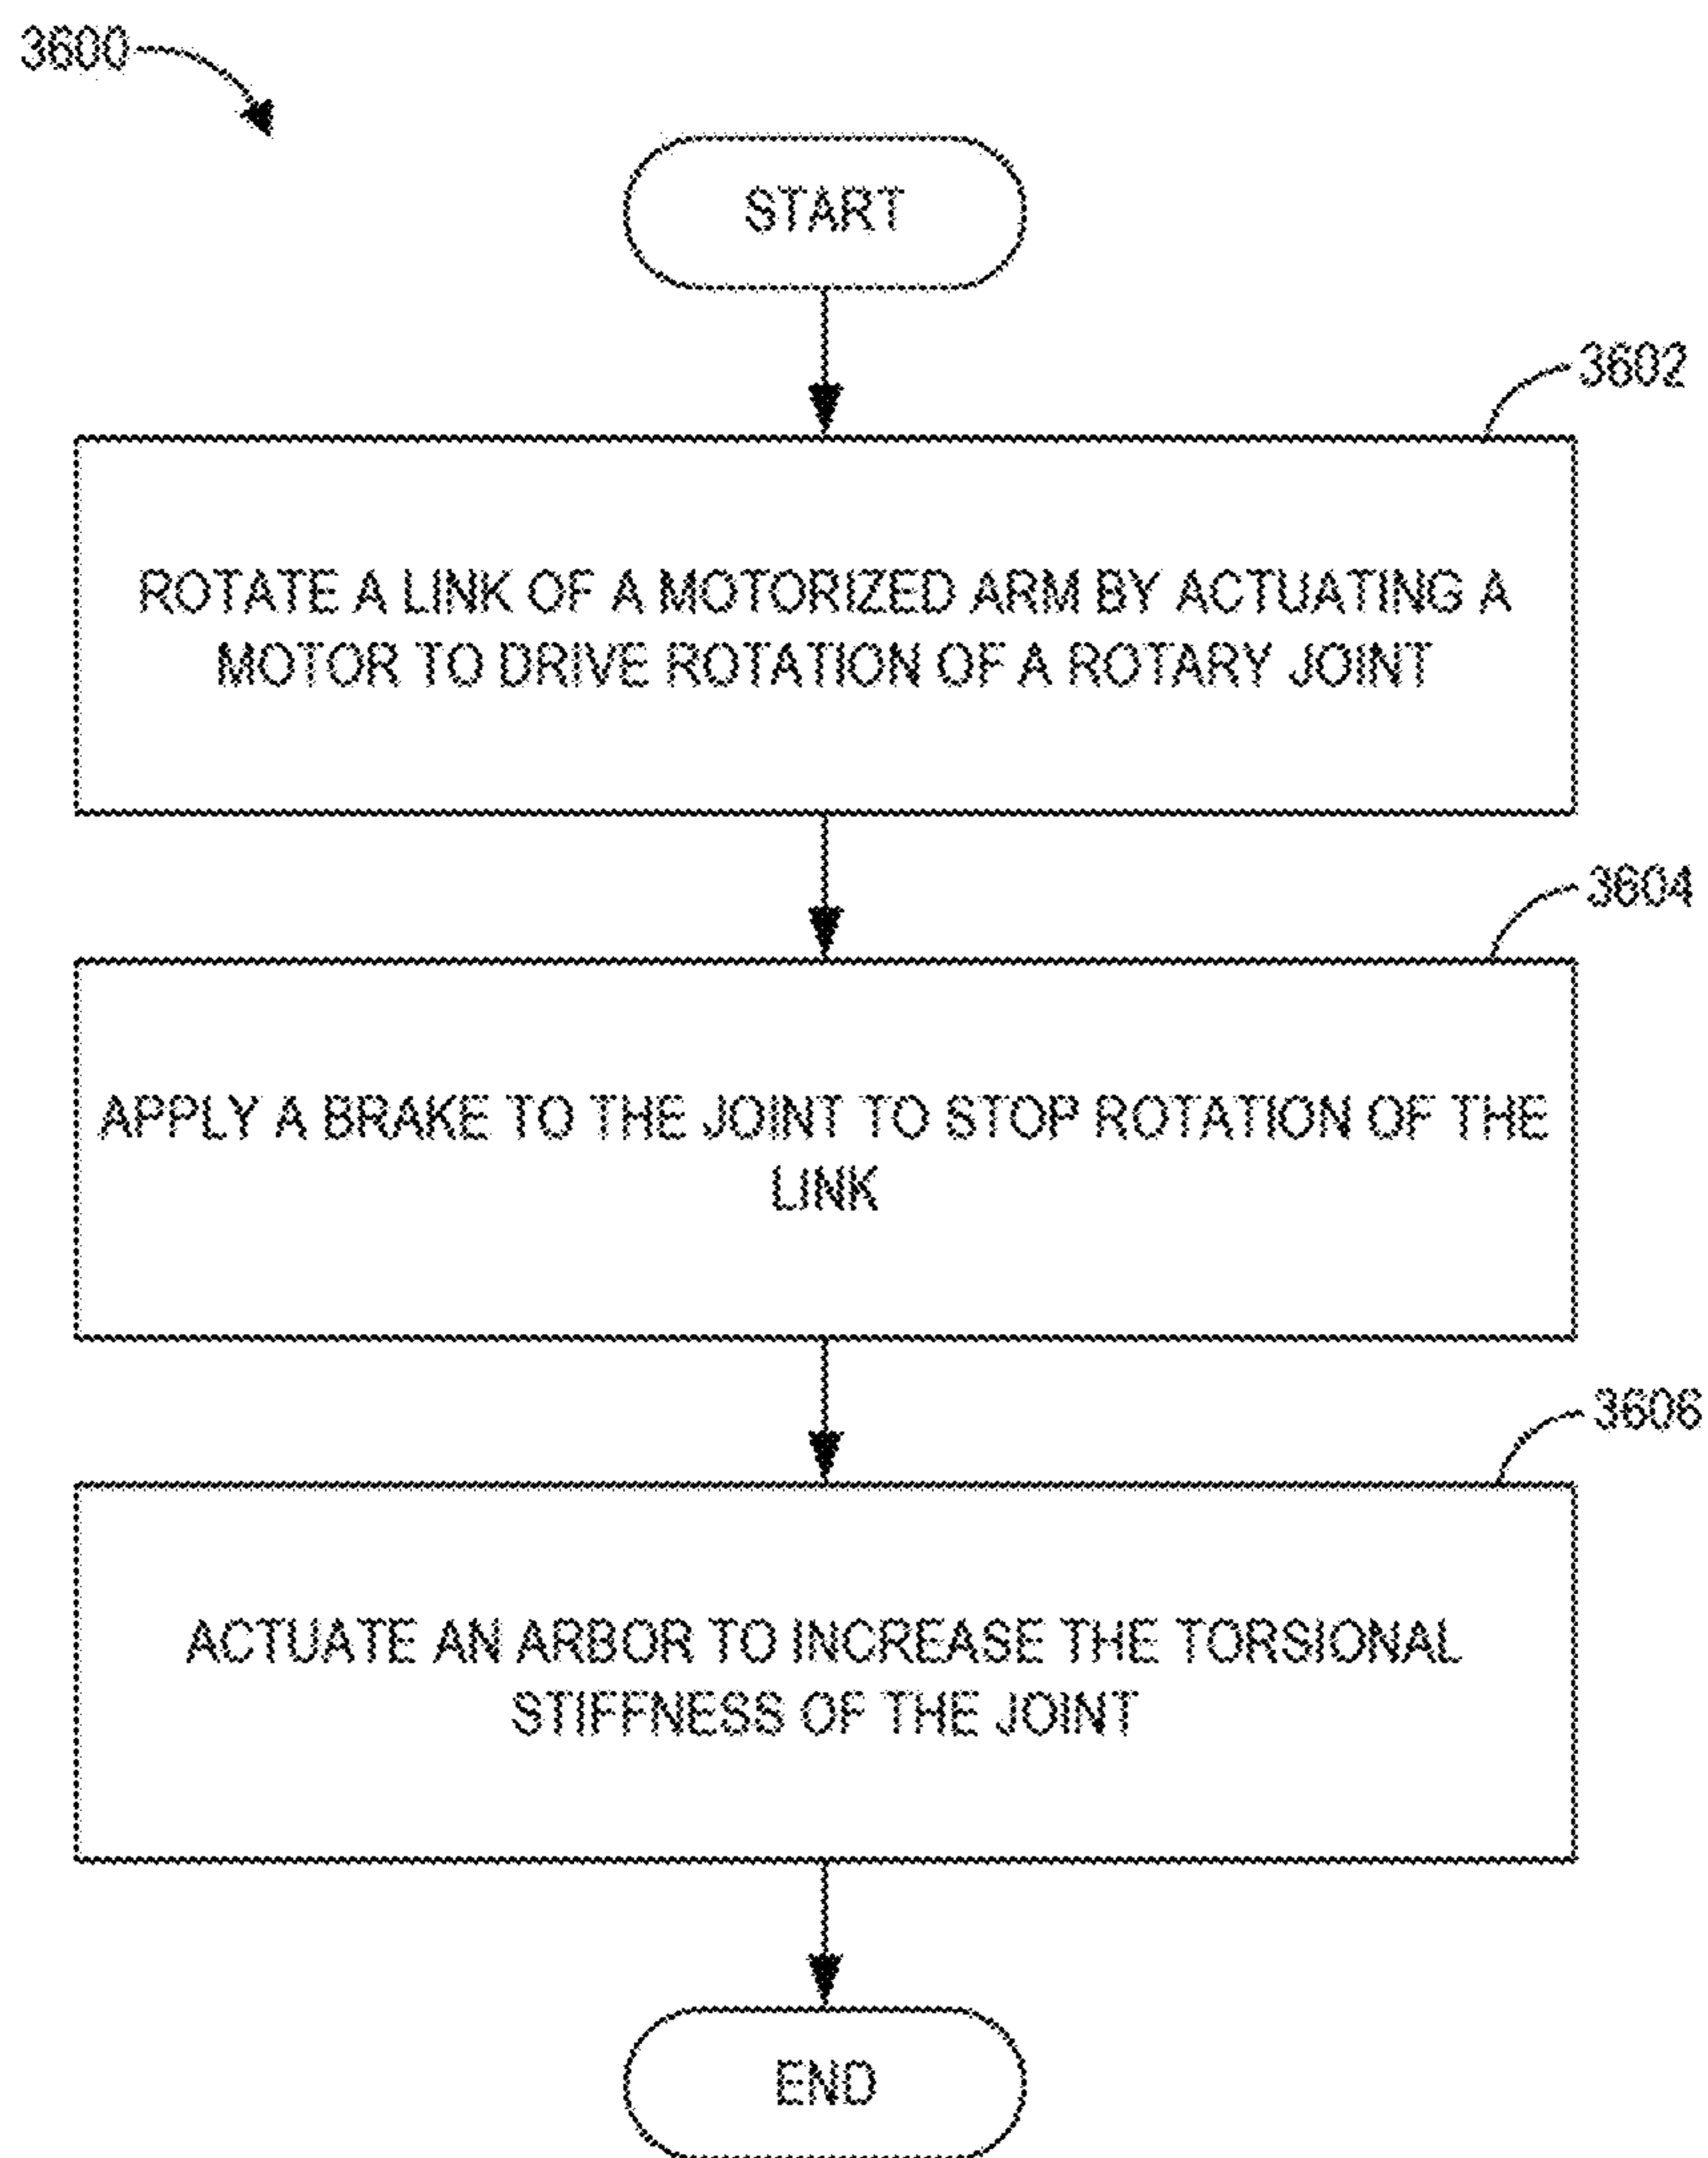 3600
START
3602
ROTATE A LINK OF A MOTORIZED ARM BY ACTUATING A
MOTOR TO DRIVE ROTATION OF A ROTARY JOINT
3604
APPLY A BRAKE TO THE JOINT TO STOP ROTATION OF THE
LINK
3606
ACTUATE AN ARBOR TO INCREASE THE TORSIONAL
STIFFNESS OF THE JOINT
END